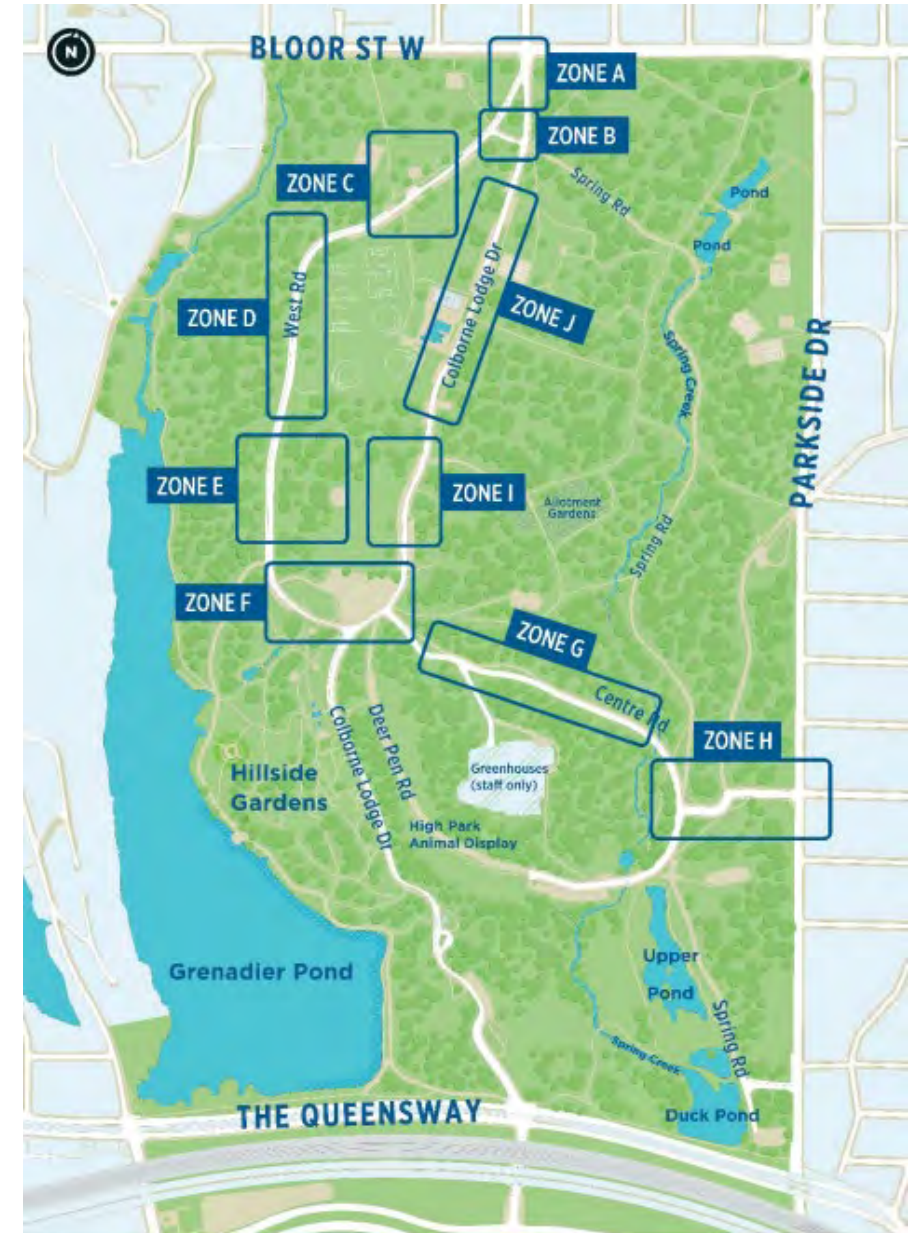 N
BLOOR ST W
ZONE A
ZONE B
ZONE C
Spring Rd
Pond
Pond
West Rd
ZONE D
Colborne Lodge Dr
ZONE J
Spring Creek
PARKSIDE DR
ZONE E
ZONE I
Allotment
Gardens
Spring Rd
ZONE F
ZONE G
Centre Rd
ZONE H
Colborne Lodge Dr
Deer Pen Rd
Greenhouses
(staff only)
Hillside
Gardens
High Park
Animal Display
Grenadier Pond
Upper
Pond
Spring Rd
Spring Creek
Duck Pond
THE QUEENSWAY